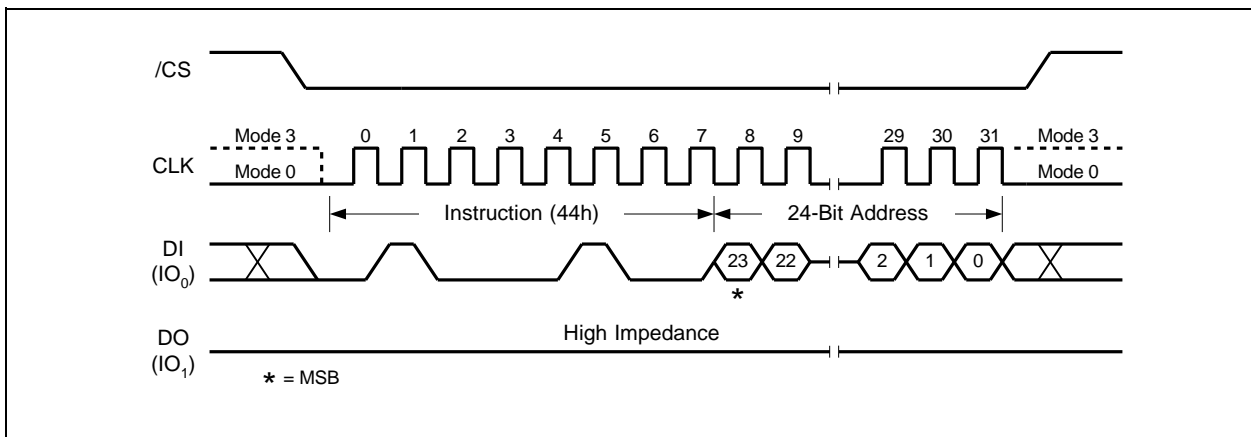 /CS
Mode 3 0 1 2 3 4 5 6 7 8 9 29 30 31 Mode 3
CLK
Mode 0 Mode 0
Instruction (44h) 24-Bit Address
DI
(IO0)
23 22 2 1 0
*
High Impedance
DO
(IO1)
* = MSB